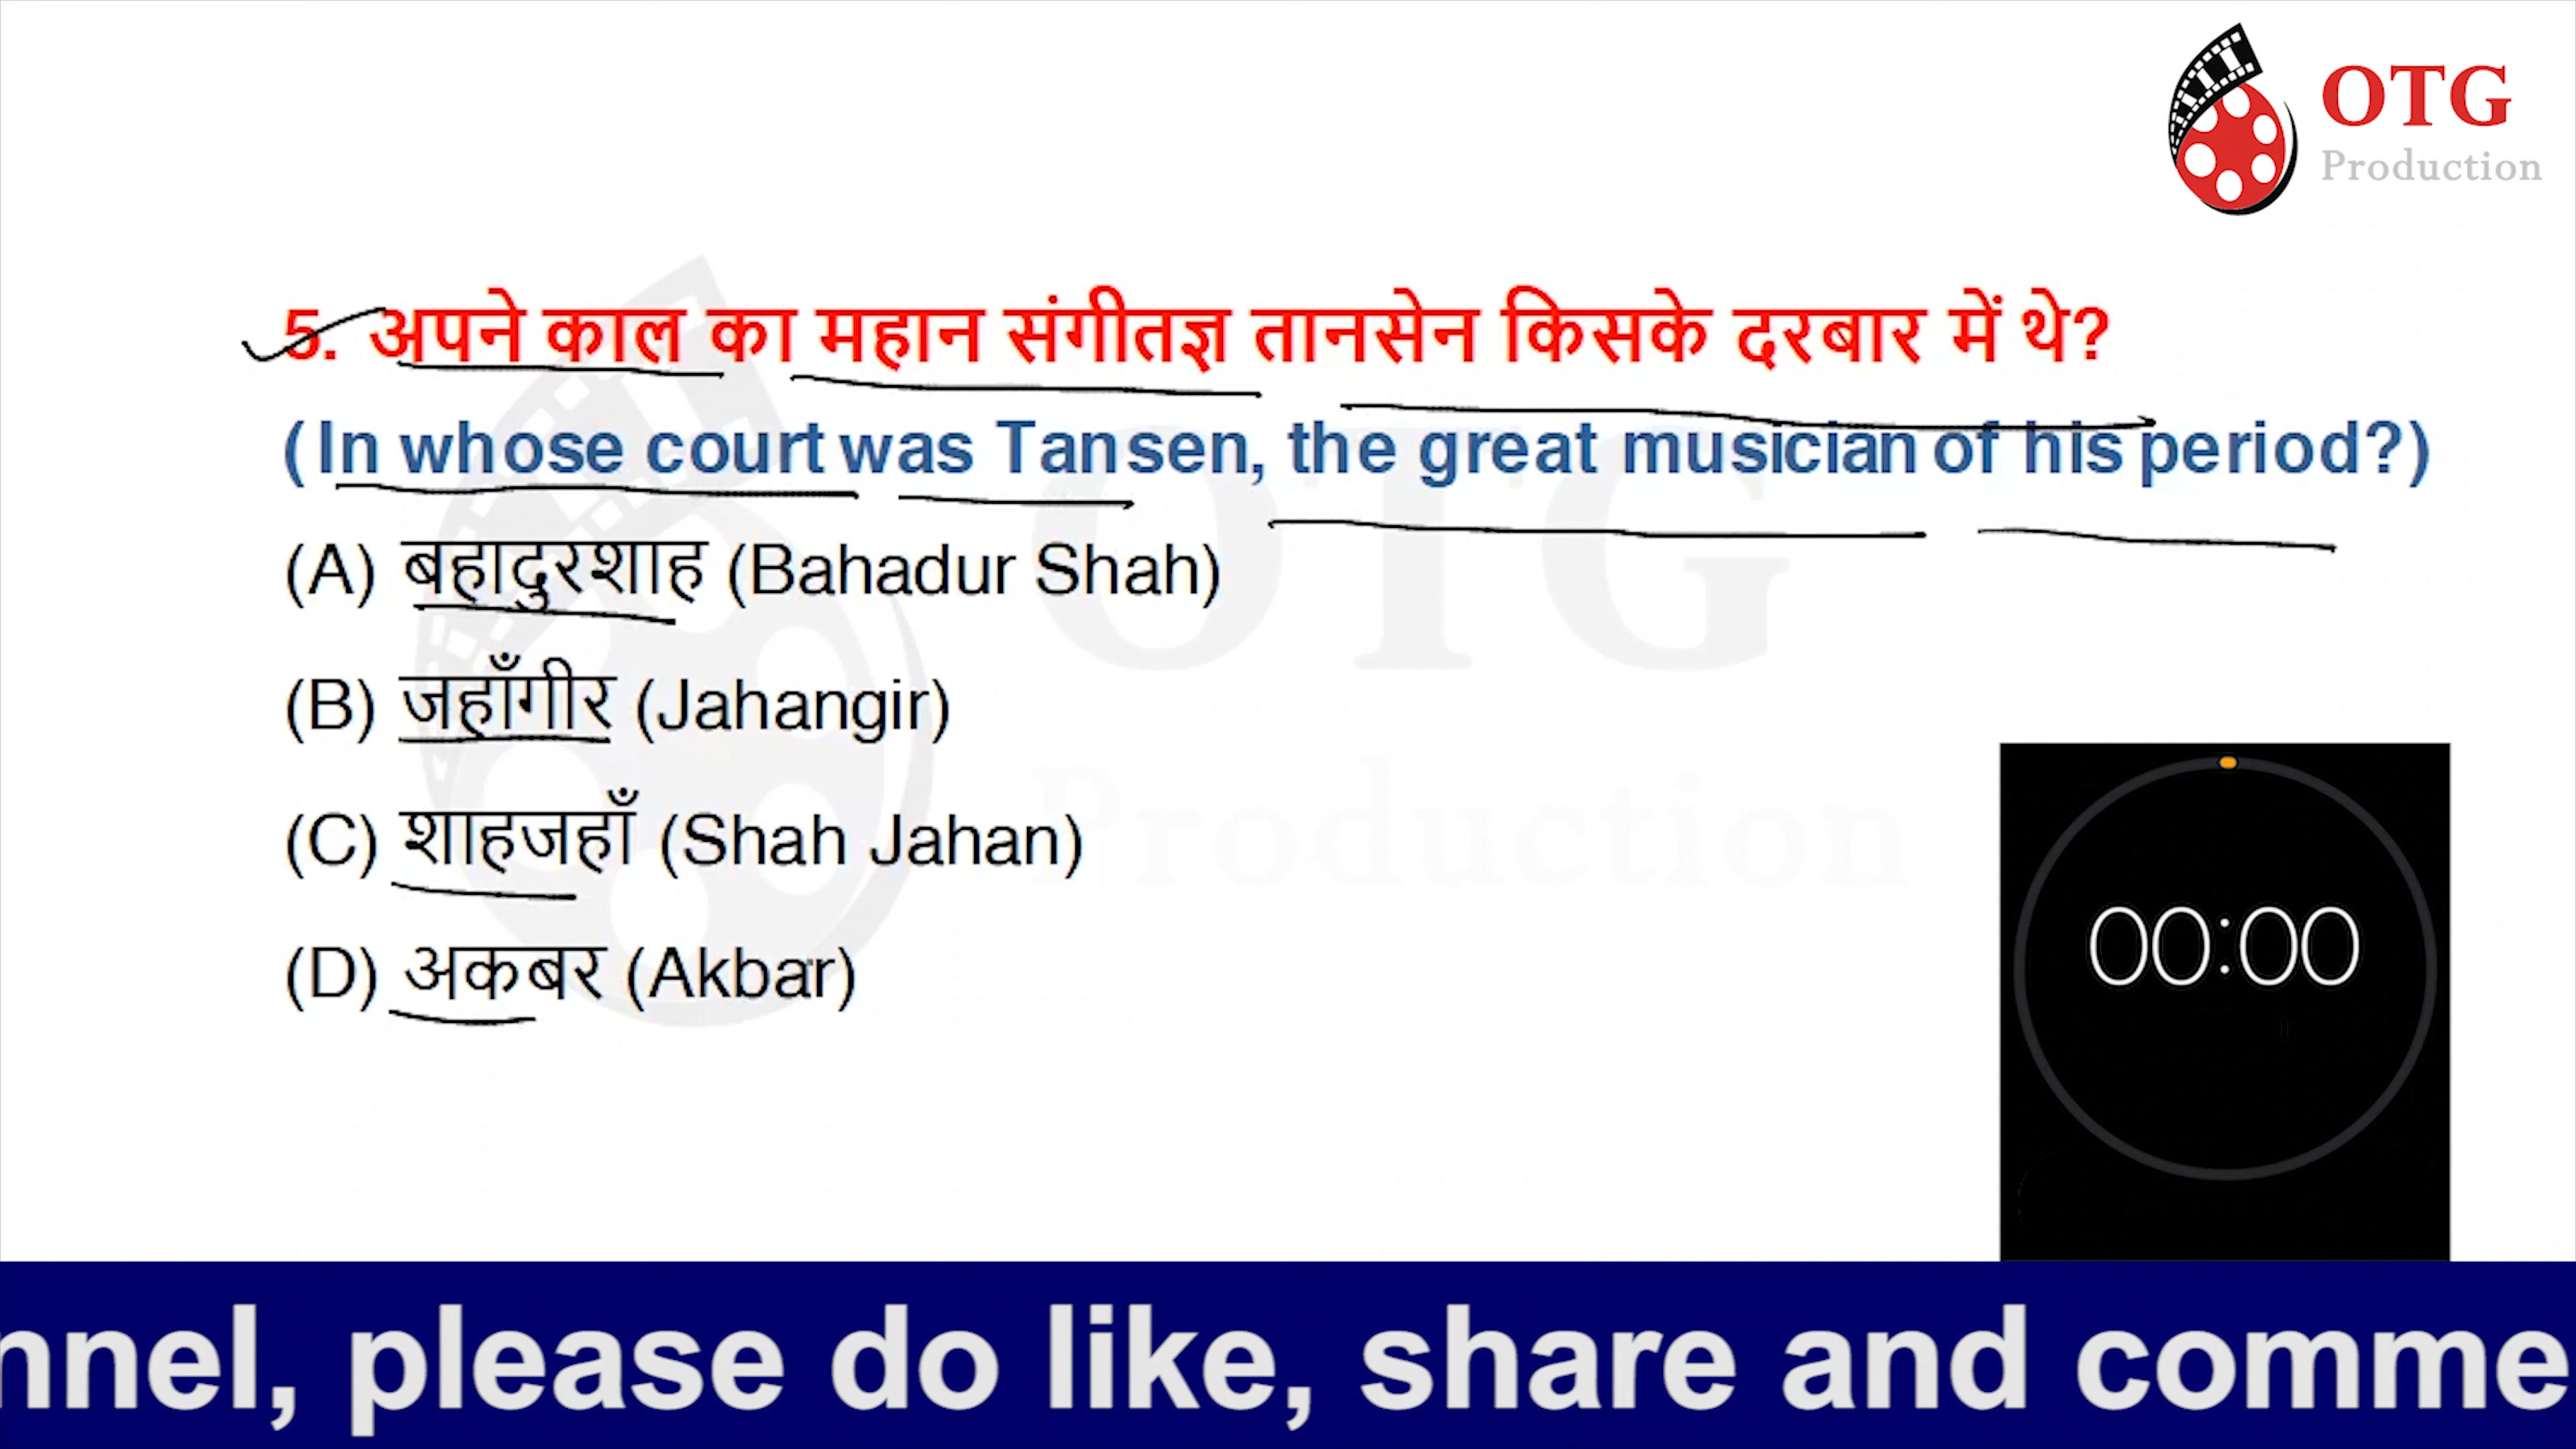 OTG
Production
5. अपने काल का महान संगीतज्ञ तानसेन किसके दरबार में थे?
(In whose court was Tansen, the great musician of his period?)
(A) बहादुरशाह (Bahadur Shah)
(B) जहाँगीर (Jahangir)
(C) शाहजहाँ (Shah Jahan)
(D) अकबर (Akbar)
OTG
Production
00:00
nnel, please do like, share and comme